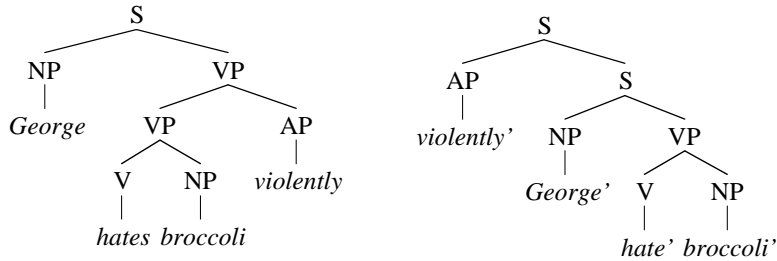 S
NP VP
George VP AP
V NP violently
hates broccoli
S
AP S
violently’ NP VP
George’ V NP
hate’ broccoli’